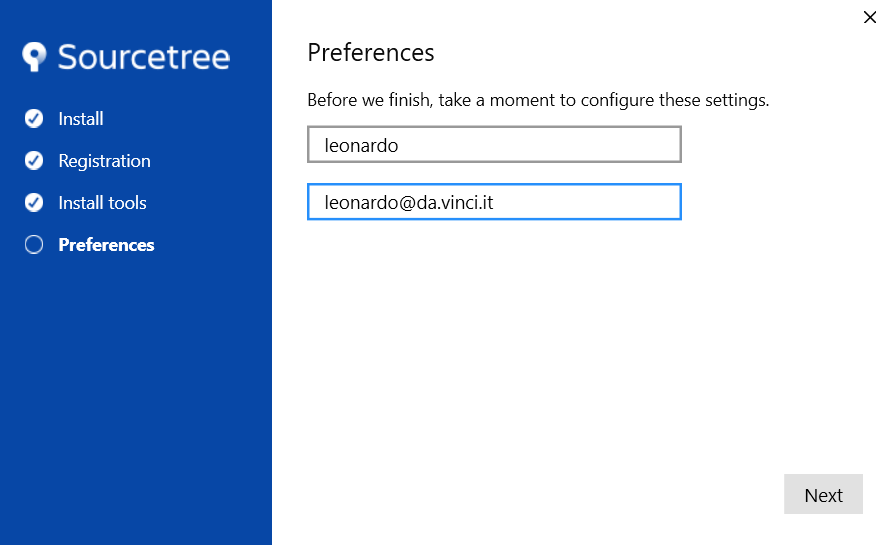 Sourcetree
Install
Registration
Install tools
Preferences
Preferences
Before we finish, take a moment to configure these settings.
leonardo
leonardo@da.vinci.it
Next